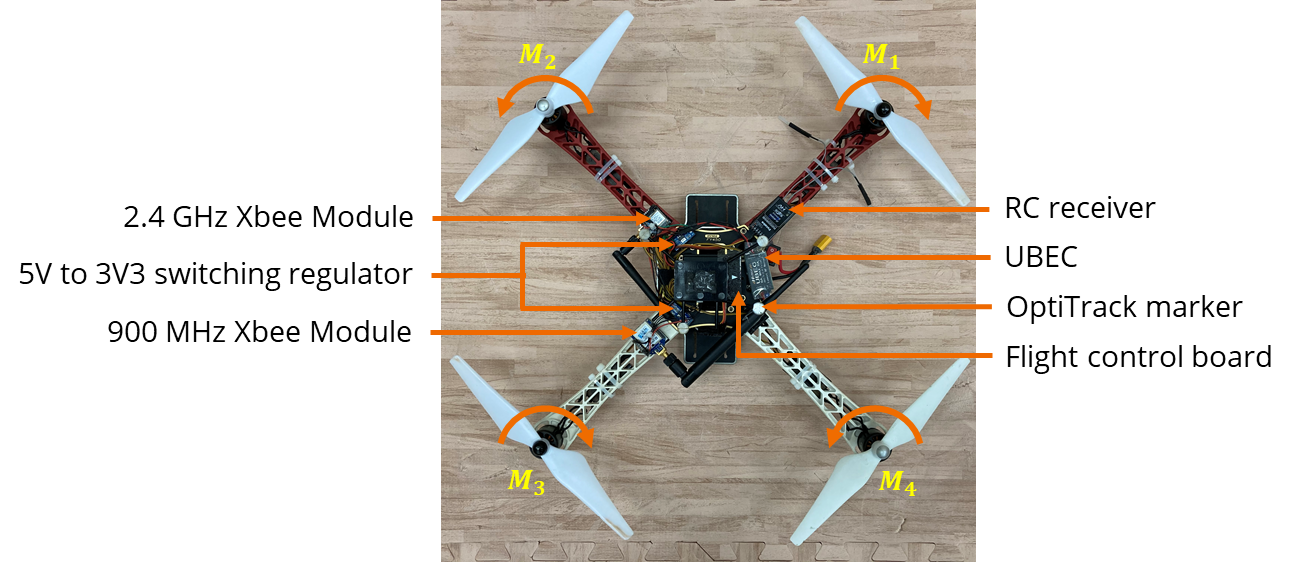 M₂
M₁
2.4 GHz Xbee Module
5V to 3V3 switching regulator
900 MHz Xbee Module
RC receiver
UBEC
OptiTrack marker
Flight control board
M₃
M₄